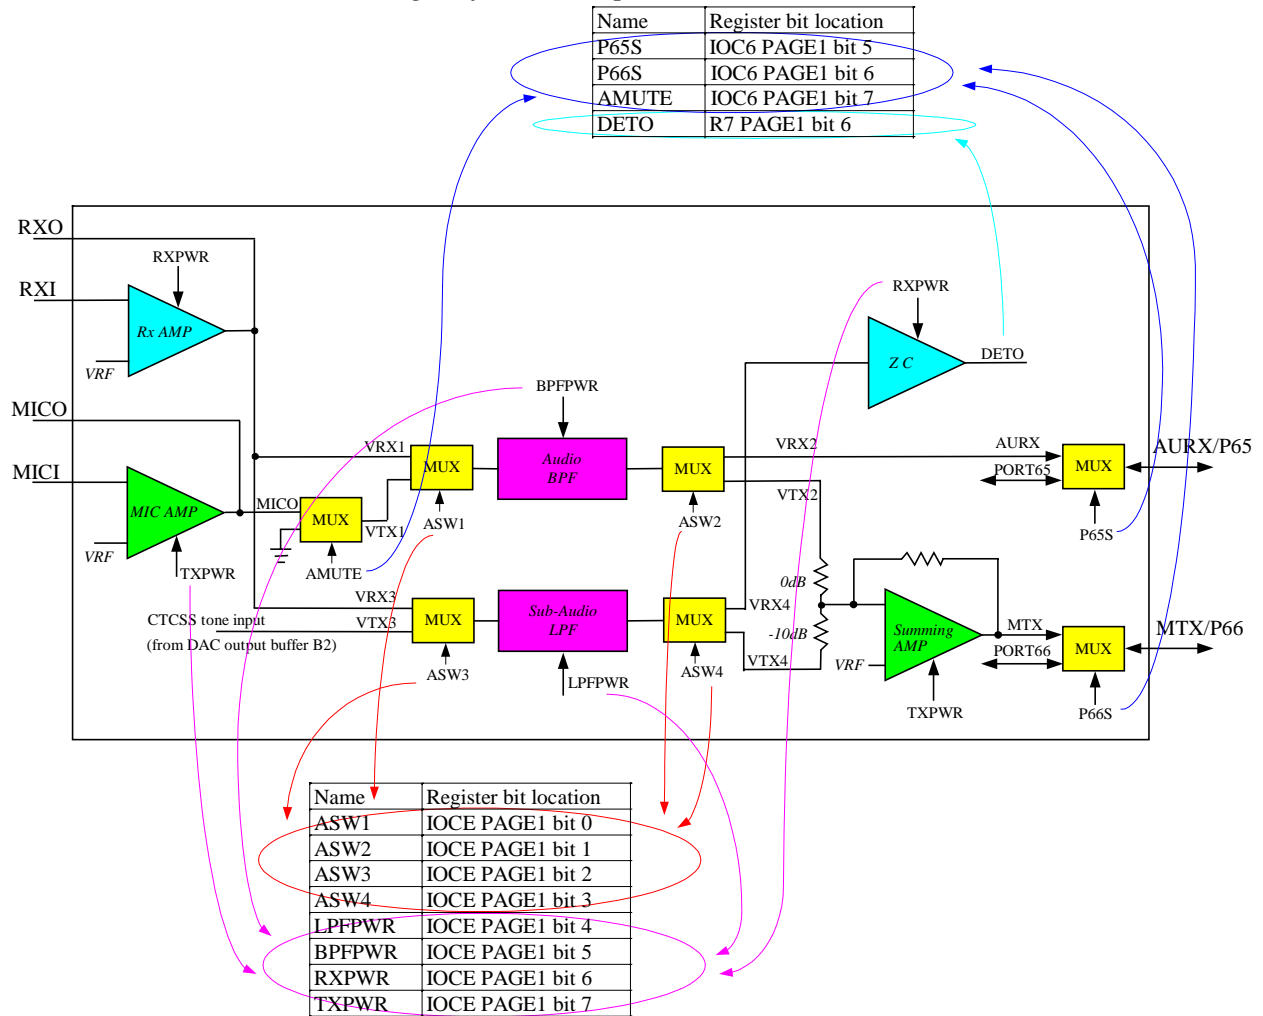 Name Register bit location
P65S IOC6 PAGE1 bit 5
P66S IOC6 PAGE1 bit 6
AMUTE IOC6 PAGE1 bit 7
DETO R7 PAGE1 bit 6
RXO
RXPWR
RXI
Rx AMP
VRF
RXPWR
Z C
DETO
MICO
BPFPWR
MICI
MIC AMP
VRF
TXPWR
MICO
MUX
VTX1
AMUTE
VRX1
MUX
ASW1
Audio
BPF
MUX
ASW2
VRX2
VTX2
AURX
PORT65
MUX
AURX/P65
P65S
0dB
-10dB
VRX3
VTX3
CTCSS tone input
(from DAC output buffer B2)
MUX
ASW3
Sub-Audio
LPF
LPFPWR
MUX
ASW4
VRX4
VTX4
Summing
AMP
VRF
TXPWR
MTX
PORT66
MUX
MTX/P66
P66S
Name Register bit location
ASW1 IOCE PAGE1 bit 0
ASW2 IOCE PAGE1 bit 1
ASW3 IOCE PAGE1 bit 2
ASW4 IOCE PAGE1 bit 3
LPFPWR IOCE PAGE1 bit 4
BPFPWR IOCE PAGE1 bit 5
RXPWR IOCE PAGE1 bit 6
TXPWR IOCE PAGE1 bit 7